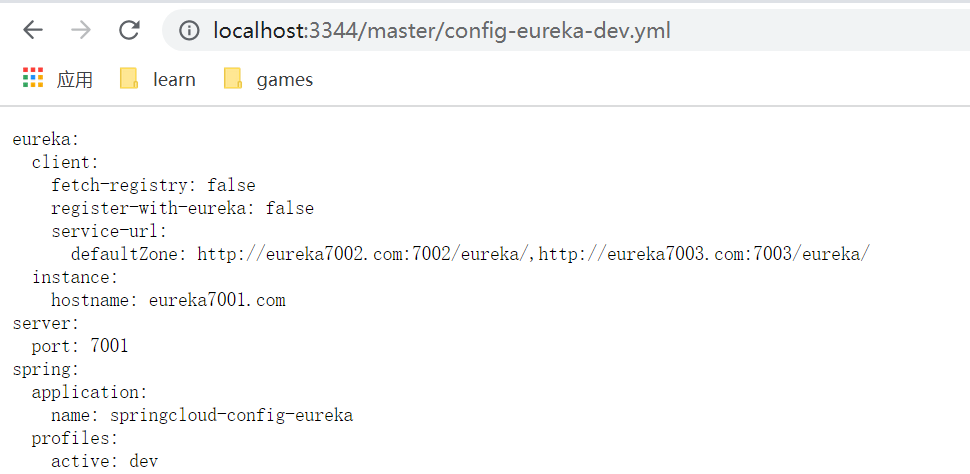 localhost:3344/master/config-eureka-dev.yml
应用 learn games
eureka:
  client:
    fetch-registry: false
    register-with-eureka: false
    service-url:
      defaultZone: http://eureka7002.com:7002/eureka/,http://eureka7003.com:7003/eureka/
  instance:
    hostname: eureka7001.com
server:
  port: 7001
spring:
  application:
    name: springcloud-config-eureka
  profiles:
    active: dev